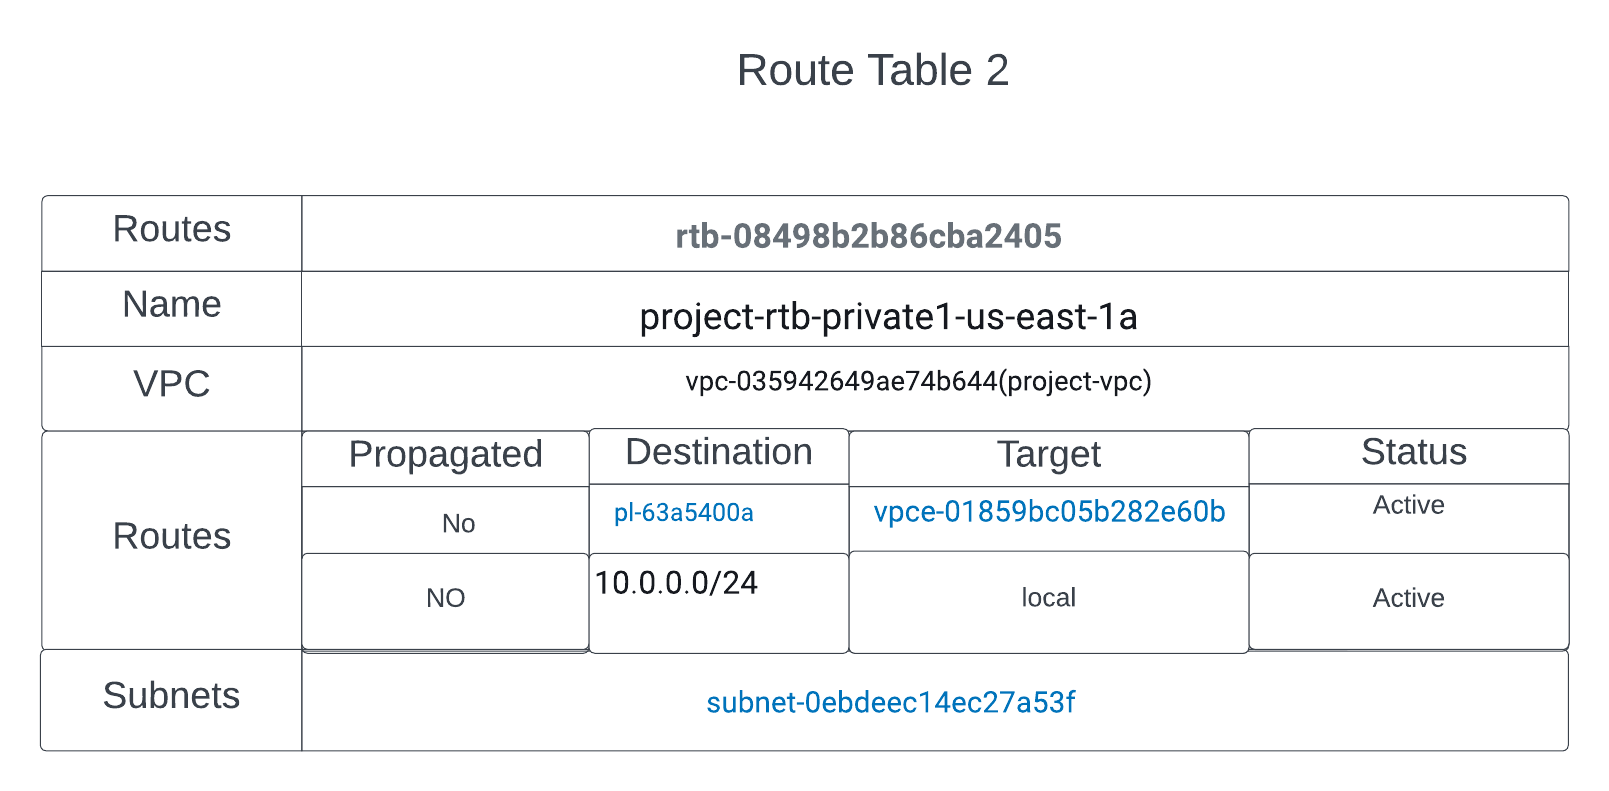 Route Table 2
Routes rtb-08498b2b86cba2405
Name project-rtb-private1-us-east-1a
VPC vpc-035942649ae74b644(project-vpc)
Routes
Propagated Destination Target Status
No pl-63a5400a vpce-01859bc05b282e60b Active
NO 10.0.0.0/24 local Active
Subnets subnet-0ebdeec14ec27a53f